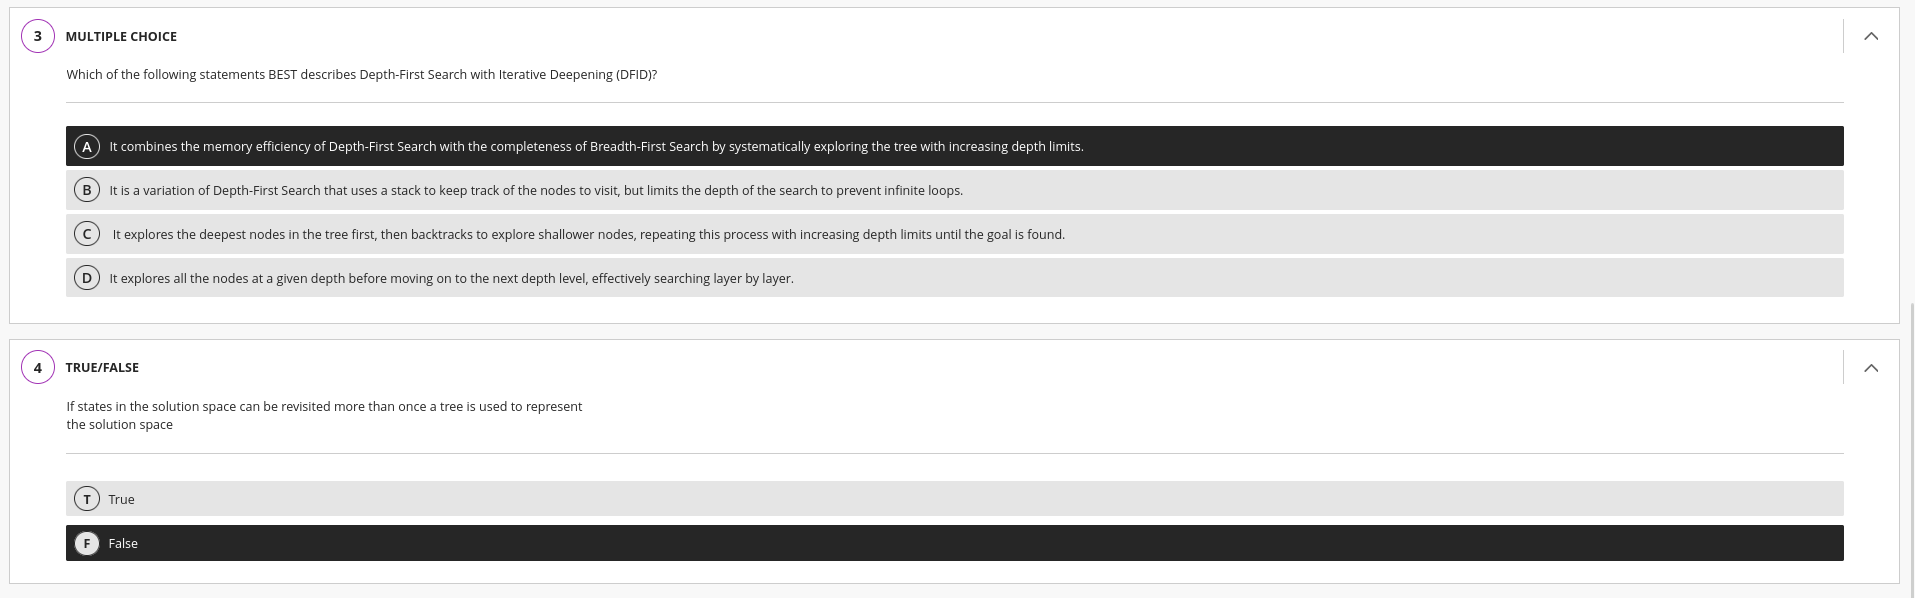 3 MULTIPLE CHOICE
Which of the following statements BEST describes Depth-First Search with Iterative Deepening (DFID)?
A It combines the memory efficiency of Depth-First Search with the completeness of Breadth-First Search by systematically exploring the tree with increasing depth limits.
B It is a variation of Depth-First Search that uses a stack to keep track of the nodes to visit, but limits the depth of the search to prevent infinite loops.
C It explores the deepest nodes in the tree first, then backtracks to explore shallower nodes, repeating this process with increasing depth limits until the goal is found.
D It explores all the nodes at a given depth before moving on to the next depth level, effectively searching layer by layer.
4 TRUE/FALSE
If states in the solution space can be revisited more than once a tree is used to represent
the solution space
T True
F False